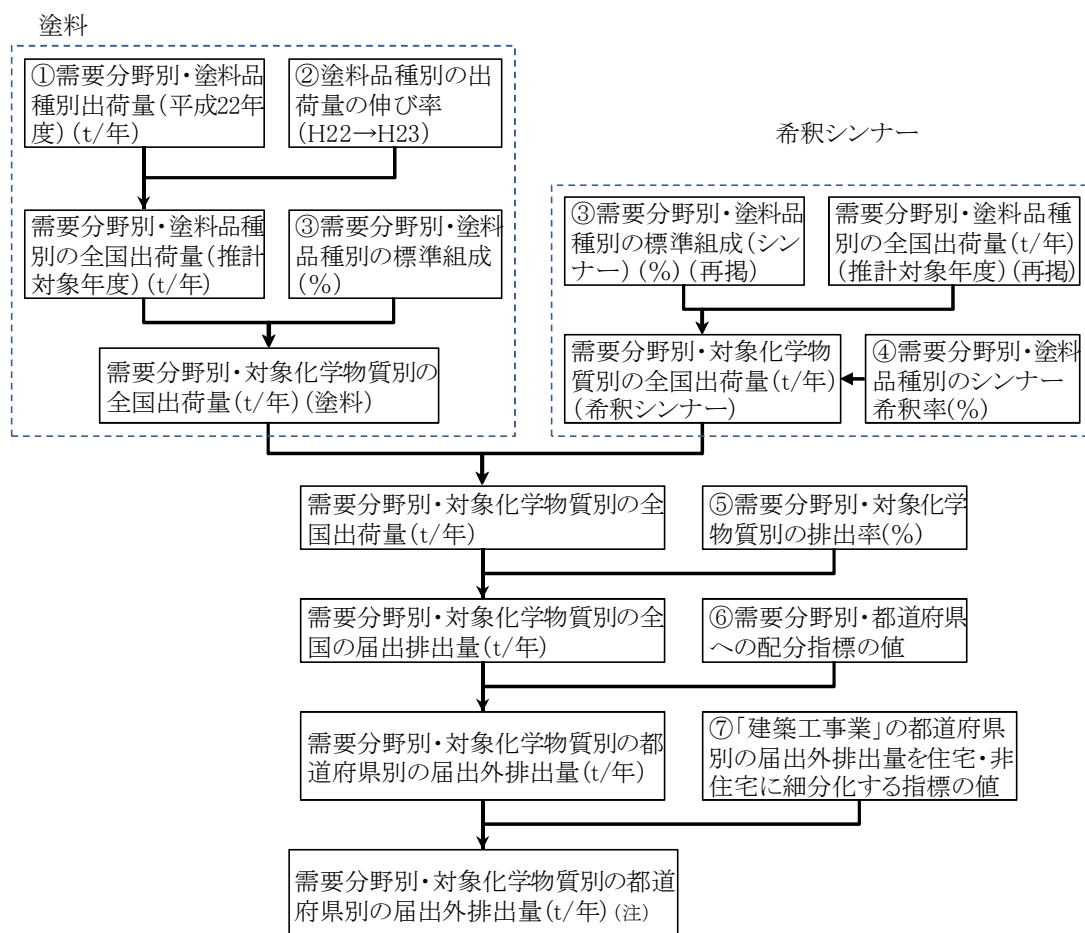 塗料
①需要分野別・塗料品
種別出荷量(平成22年
度)(t/年)
②塗料品種別の出
荷量の伸び率
(H22→H23)
希釈シンナー
需要分野別・塗料品種
別の全国出荷量(推計
対象年度)(t/年)
③需要分野別・塗料
品種別の標準組成
(%)
③需要分野別・塗料品
種別の標準組成(シン
ナー)(%)(再掲)
需要分野別・塗料品種
別の全国出荷量(t/年)
(推計対象年度)(再掲)
需要分野別・対象化学物質別の
全国出荷量(t/年)(塗料)
需要分野別・対象化学物
質別の全国出荷量(t/年)
(希釈シンナー)
④需要分野別・塗料
品種別のシンナー
希釈率(%)
需要分野別・対象化学物質別の全
国出荷量(t/年)
⑤需要分野別・対象化学
物質別の排出率(%)
需要分野別・対象化学物質別の全
国の届出排出量(t/年)
⑥需要分野別・都道府県
への配分指標の値
需要分野別・対象化学物質別の都
道府県別の届出外排出量(t/年)
⑦「建築工事業」の都道府県
別の届出外排出量を住宅・非
住宅に細分化する指標の値
需要分野別・対象化学物質別の都道
府県別の届出外排出量(t/年)(注)